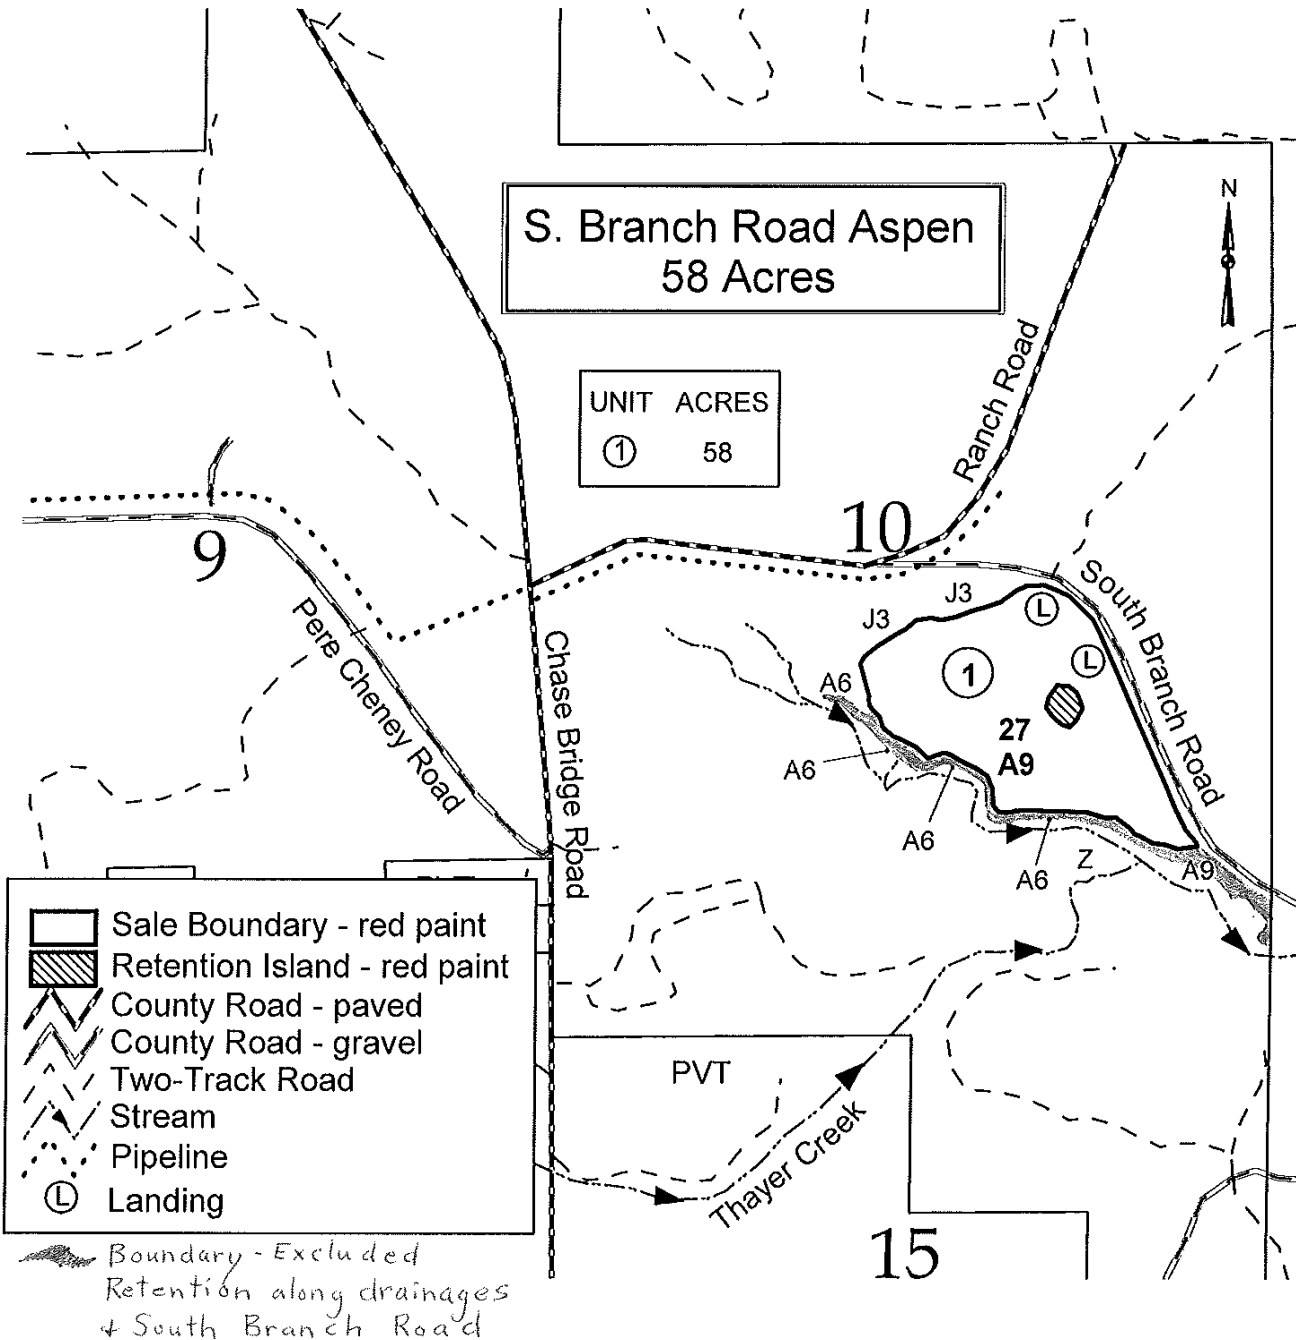 S. Branch Road Aspen
58 Acres
N
UNIT ACRES
1 58
Ranch Road
10
9
J3
J3
L
South Branch Road
L
1
A6
27
A9
A6
A6
A6
Z
A9
Pere Cheney Road
Chase Bridge Road
PVT
Thayer Creek
15
Sale Boundary - red paint
Retention Island - red paint
County Road - paved
County Road - gravel
Two-Track Road
Stream
Pipeline
L Landing
Boundary - Excluded
Retention along drainages
+ South Branch Road